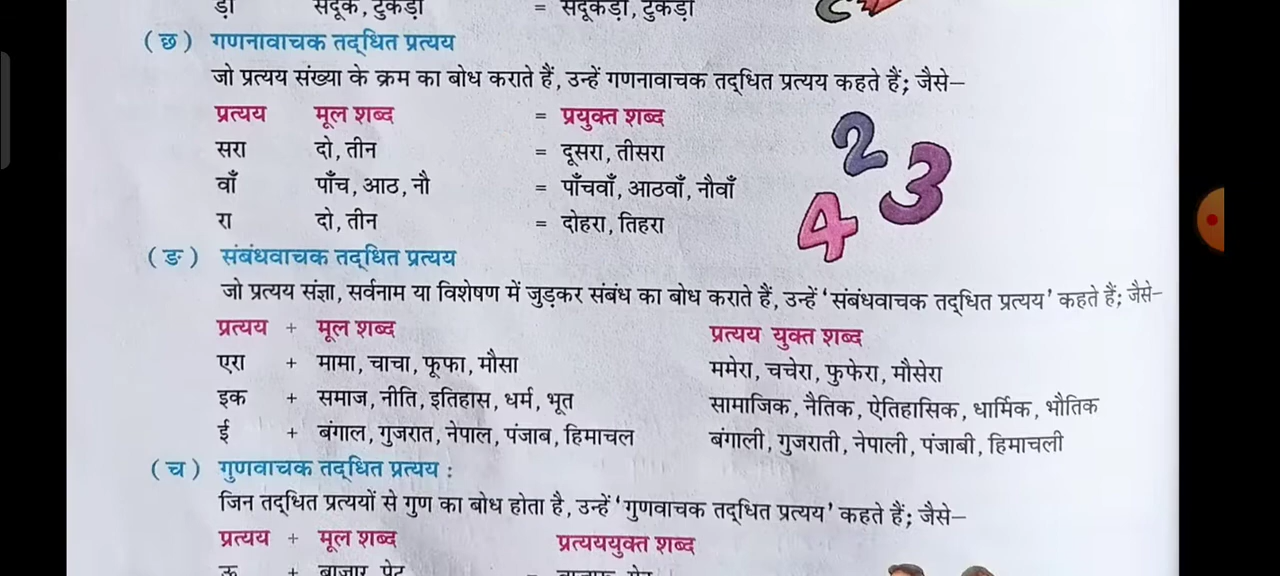 ड़ा संदूक, टुकड़ा = संदूकड़ा, टुकड़ा
(छ) गणनावाचक तद्धित प्रत्यय
जो प्रत्यय संख्या के क्रम का बोध कराते हैं, उन्हें गणनावाचक तद्धित प्रत्यय कहते हैं; जैसे–
प्रत्यय मूल शब्द = प्रयुक्त शब्द
सरा दो, तीन = दूसरा, तीसरा
वाँ पाँच, आठ, नौ = पाँचवाँ, आठवाँ, नौवाँ
रा दो, तीन = दोहरा, तिहरा
2 3 4
(ङ) संबंधवाचक तद्धित प्रत्यय
जो प्रत्यय संज्ञा, सर्वनाम या विशेषण में जुड़कर संबंध का बोध कराते हैं, उन्हें 'संबंधवाचक तद्धित प्रत्यय' कहते हैं; जैसे–
प्रत्यय + मूल शब्द प्रत्यय युक्त शब्द
एरा + मामा, चाचा, फूफा, मौसा ममेरा, चचेरा, फुफेरा, मौसेरा
इक + समाज, नीति, इतिहास, धर्म, भूत सामाजिक, नैतिक, ऐतिहासिक, धार्मिक, भौतिक
ई + बंगाल, गुजरात, नेपाल, पंजाब, हिमाचल बंगाली, गुजराती, नेपाली, पंजाबी, हिमाचली
(च) गुणवाचक तद्धित प्रत्यय :
जिन तद्धित प्रत्ययों से गुण का बोध होता है, उन्हें 'गुणवाचक तद्धित प्रत्यय' कहते हैं; जैसे–
प्रत्यय + मूल शब्द प्रत्यययुक्त शब्द
ऊ + बाजार, पेट